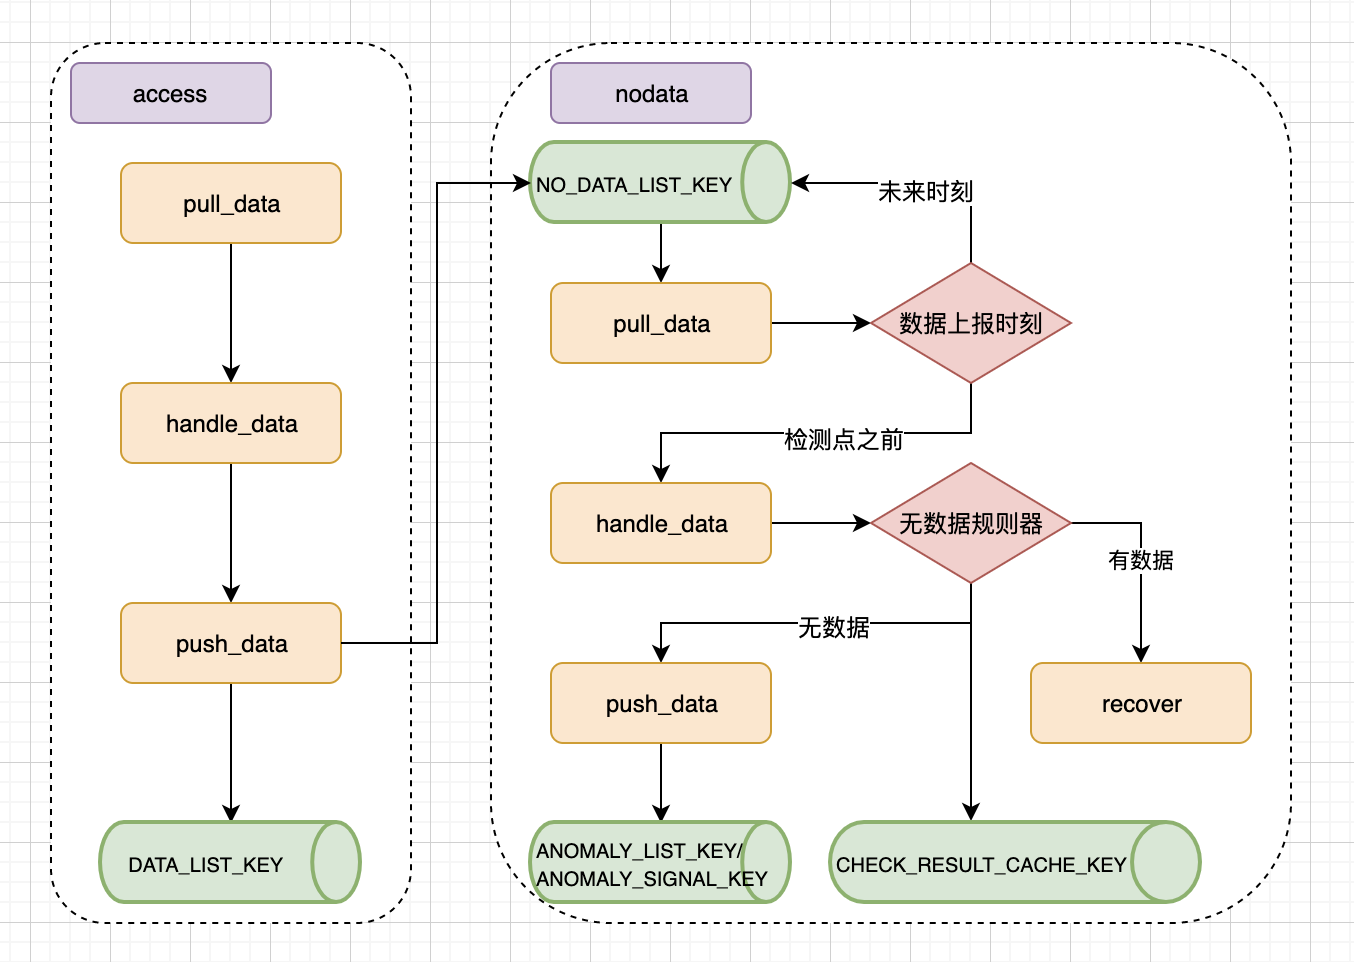 access
pull_data
handle_data
push_data
DATA_LIST_KEY
nodata
NO_DATA_LIST_KEY
未来时刻
pull_data
数据上报时刻
检测点之前
handle_data
无数据规则器
有数据
无数据
push_data
recover
ANOMALY_LIST_KEY/
ANOMALY_SIGNAL_KEY
CHECK_RESULT_CACHE_KEY